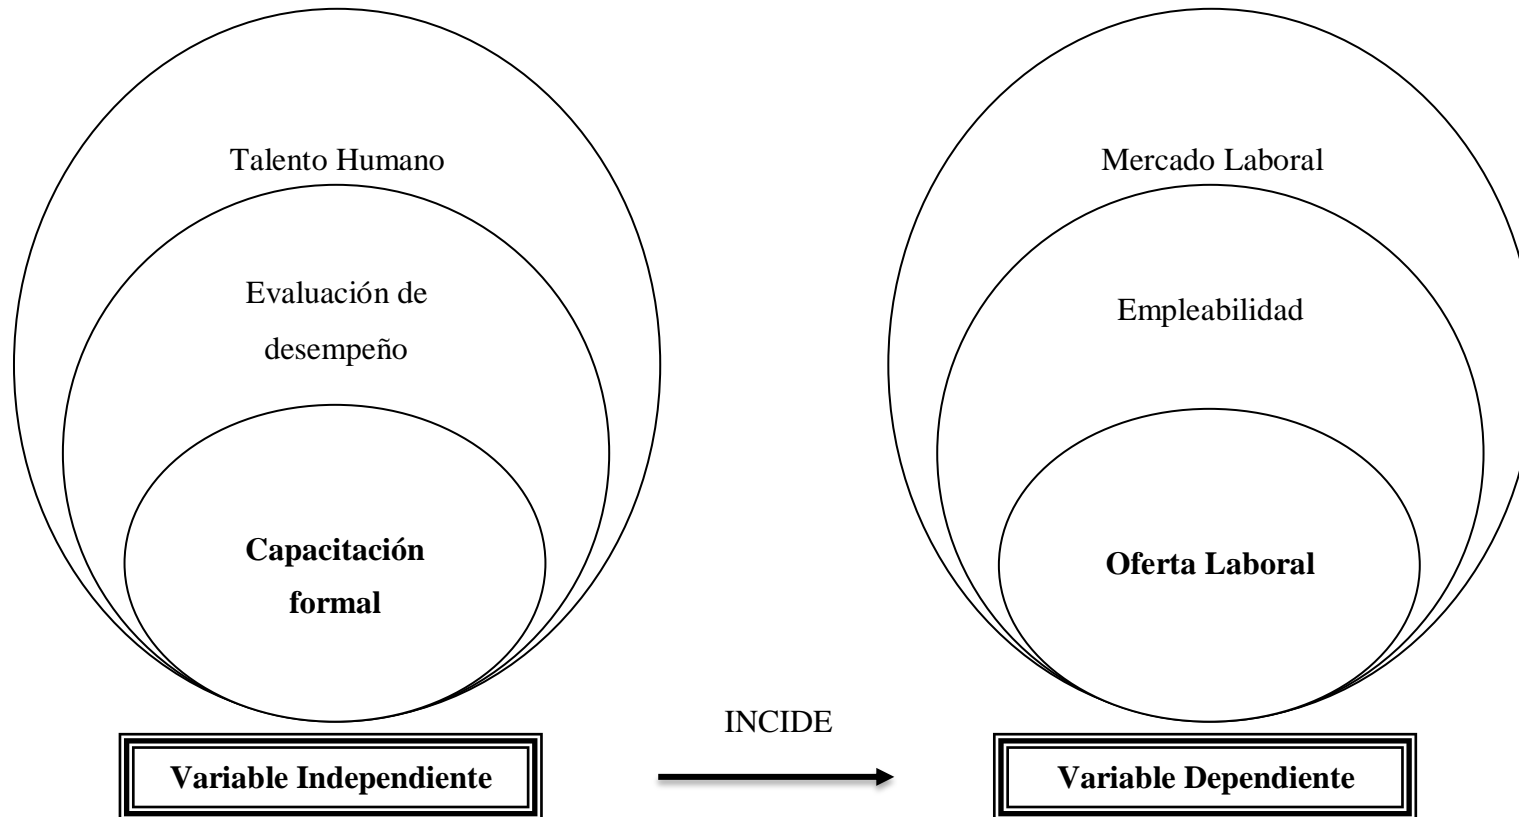 Talento Humano
Evaluación de
desempeño
Capacitación
formal
Variable Independiente
INCIDE
Mercado Laboral
Empleabilidad
Oferta Laboral
Variable Dependiente